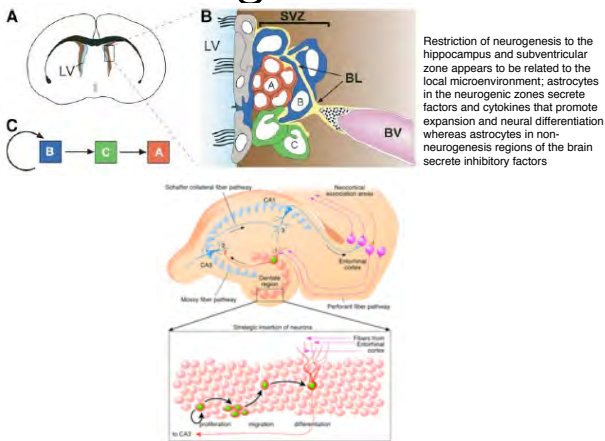 A
LV
B
SVZ
LV
BL
A
B
C
BV
C
B
C
A
Restriction of neurogenesis to the
hippocampus and subventricular
zone appears to be related to the
local microenvironment; astrocytes
in the neurogenic zones secrete
factors and cytokines that promote
expansion and neural differentiation
whereas astrocytes in non-
neurogenesis regions of the brain
secrete inhibitory factors
Schaffer collateral fiber pathway
CA1
Neocortical
association areas
3
2
1
CA3
Entorhinal
cortex
Dentate
region
Mossy fiber pathway
Perforant fiber pathway
Strategic insertion of neurons
Fibers from
Entorhinal
cortex
proliferation
migration
differentiation
to CA3